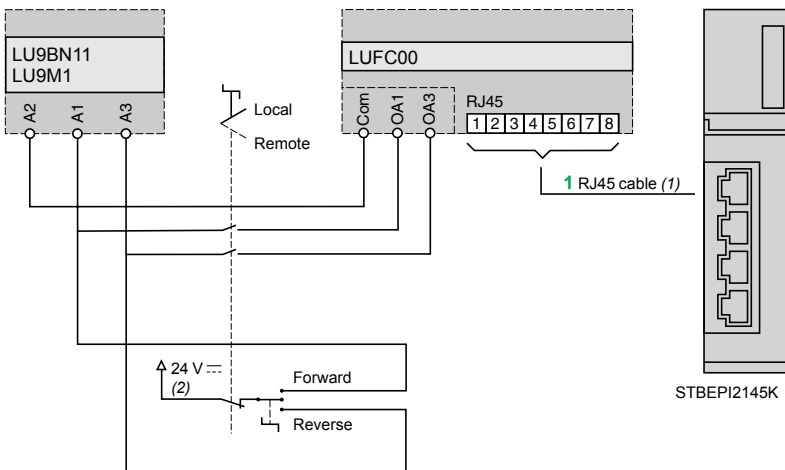 LU9BN11
LU9M1
A2 A1 A3
Local
Remote
LUFC00
Com OA1 OA3
RJ45
1 2 3 4 5 6 7 8
1 RJ45 cable (1)
STBEPI2145K
24 V
(2)
Forward
Reverse